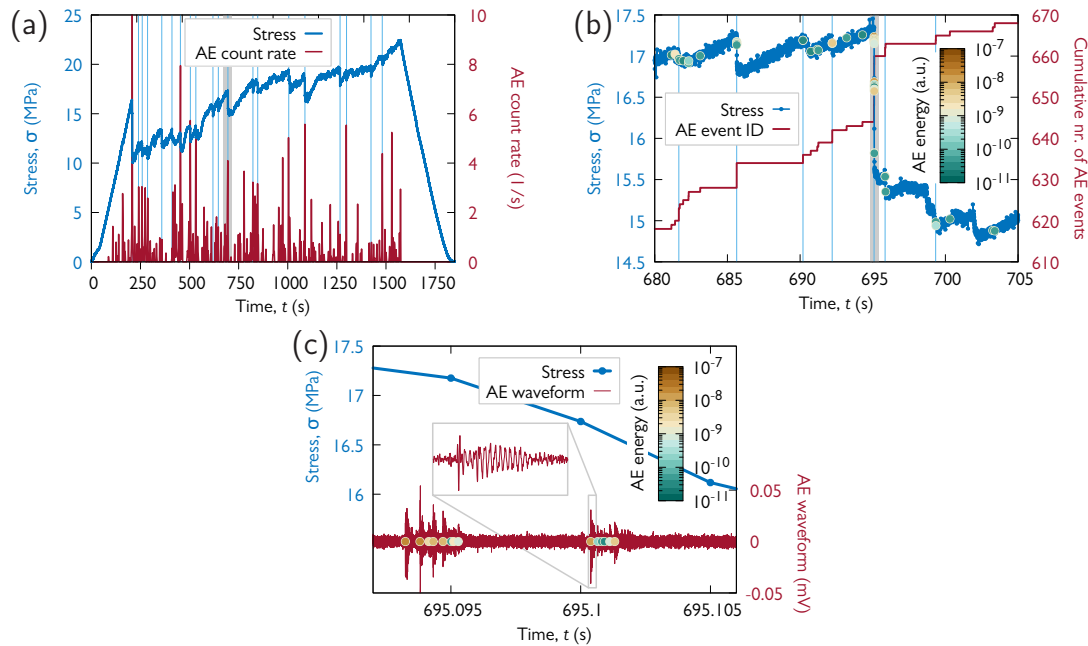 (a)
Stress, σ (MPa)
25
20
15
10
5
0
Stress
AE count rate
10
8
6
4
2
0
AE count rate (1/s)
0 250 500 750 1000 1250 1500 1750
Time, t (s)
(b)
Stress, σ (MPa)
17.5
17
16.5
16
15.5
15
14.5
Stress
AE event ID
AE energy (a.u.)
10-7
10-8
10-9
10-10
10-11
670
660
650
640
630
620
610
Cumulative nr. of AE events
680 685 690 695 700 705
Time, t (s)
(c)
Stress, σ (MPa)
17.5
17
16.5
16
Stress
AE waveform
AE energy (a.u.)
10-7
10-8
10-9
10-10
10-11
0.05
0
-0.05
AE waveform (mV)
695.095 695.1 695.105
Time, t (s)